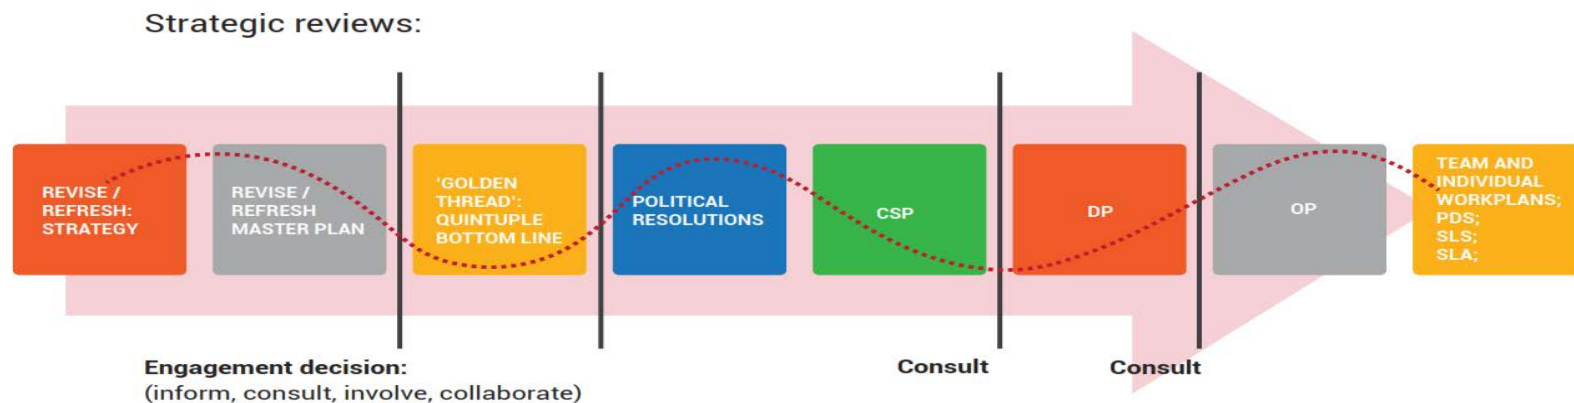 Strategic reviews:
REVISE /
REFRESH:
STRATEGY
REVISE /
REFRESH
MASTER PLAN
‘GOLDEN
THREAD’:
QUINTUPLE
BOTTOM LINE
POLITICAL
RESOLUTIONS
CSP
DP
OP
TEAM AND
INDIVIDUAL
WORKPLANS;
PDS;
SLS;
SLA;
Engagement decision:
(inform, consult, involve, collaborate)
Consult
Consult